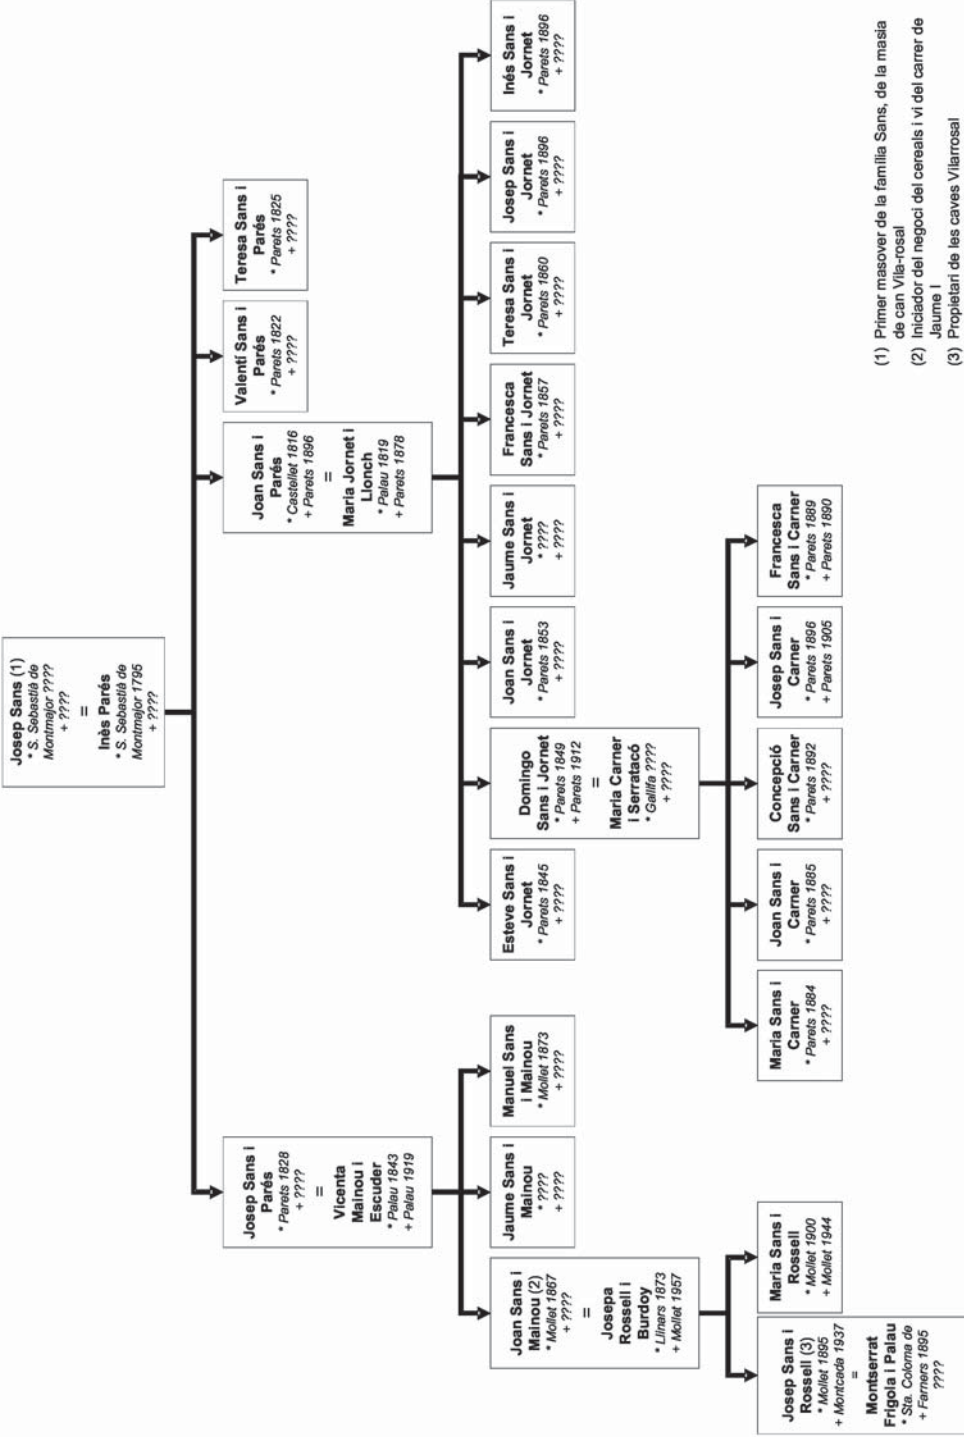 Josep Sans (1)
* S. Sebastià de
Montmajor ????
+ ????
=
Inès Parés
* S. Sebastià de
Montmajor 1795
+ ????
Josep Sans i
Parés
* Parets 1828
+ ????
=
Vicenta
Mainou i
Escuder
* Palau 1843
+ Palau 1919
Joan Sans i
Parés
* Castellet 1816
+ Parets 1896
=
Maria Jornet i
Llonch
* Palau 1819
+ Parets 1878
Valentí Sans i
Parés
* Parets 1822
+ ????
Teresa Sans i
Parés
* Parets 1825
+ ????
Joan Sans i
Mainou (2)
* Mollet 1867
+ ????
=
Josepa
Rossell i
Burdoy
* Llinars 1873
+ Mollet 1957
Jaume Sans i
Mainou
* ????
+ ????
Manuel Sans
i Mainou
* Mollet 1873
+ ????
Esteve Sans i
Jornet
* Parets 1845
+ ????
Domingo
Sans i Jornet
* Parets 1849
+ Parets 1912
=
Maria Carner
i Serratacó
* Gallifa ????
+ ????
Joan Sans i
Jornet
* Parets 1853
+ ????
Jaume Sans i
Jornet
* ????
+ ????
Francesca
Sans i Jornet
* Parets 1857
+ ????
Teresa Sans i
Jornet
* Parets 1860
+ ????
Josep Sans i
Jornet
* Parets 1896
+ ????
Inés Sans i
Jornet
* Parets 1896
+ ????
Josep Sans i
Rossell (3)
* Mollet 1895
+ Montcada 1937
=
Montserrat
Frigola i Palau
* Sta. Coloma de
+ Farners 1895
????
Maria Sans i
Rossell
* Mollet 1900
+ Mollet 1944
Maria Sans i
Carner
* Parets 1884
+ ????
Joan Sans i
Carner
* Parets 1885
+ ????
Concepció
Sans i Carner
* Parets 1892
+ ????
Josep Sans i
Carner
* Parets 1896
+ Parets 1905
Francesca
Sans i Carner
* Parets 1889
+ Parets 1890
(1) Primer masover de la família Sans, de la masia
de can Vila-rosal
(2) Iniciador del negoci del cereals i vi del carrer de
Jaume I
(3) Propietari de les caves Vilarrosal